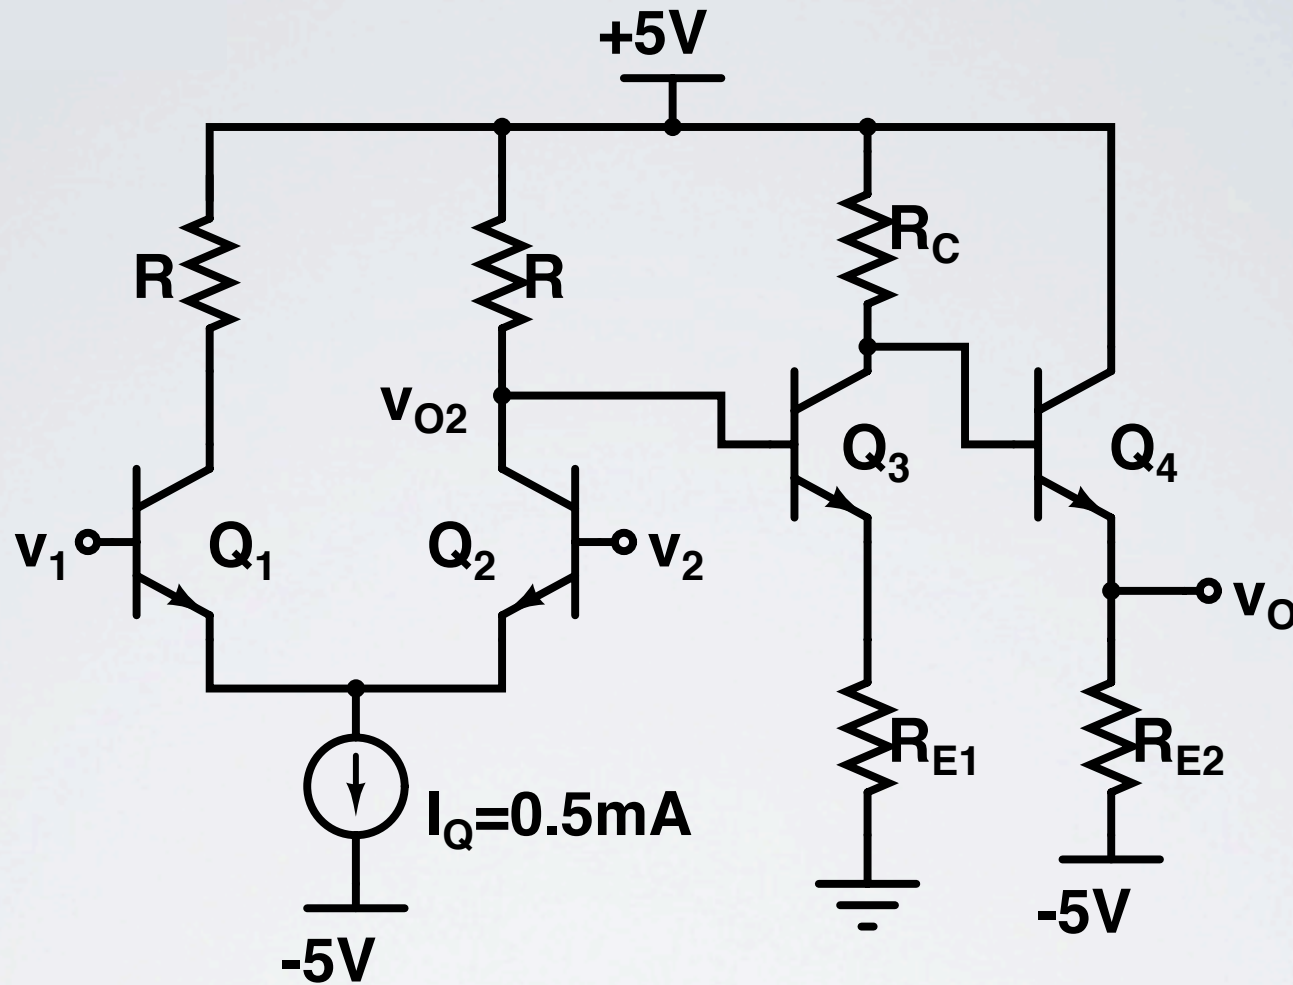 +5V
R
R
R_C
v_O2
Q_3
Q_4
v_1
Q_1
Q_2
v_2
v_O
R_E1
R_E2
I_Q=0.5mA
-5V
-5V